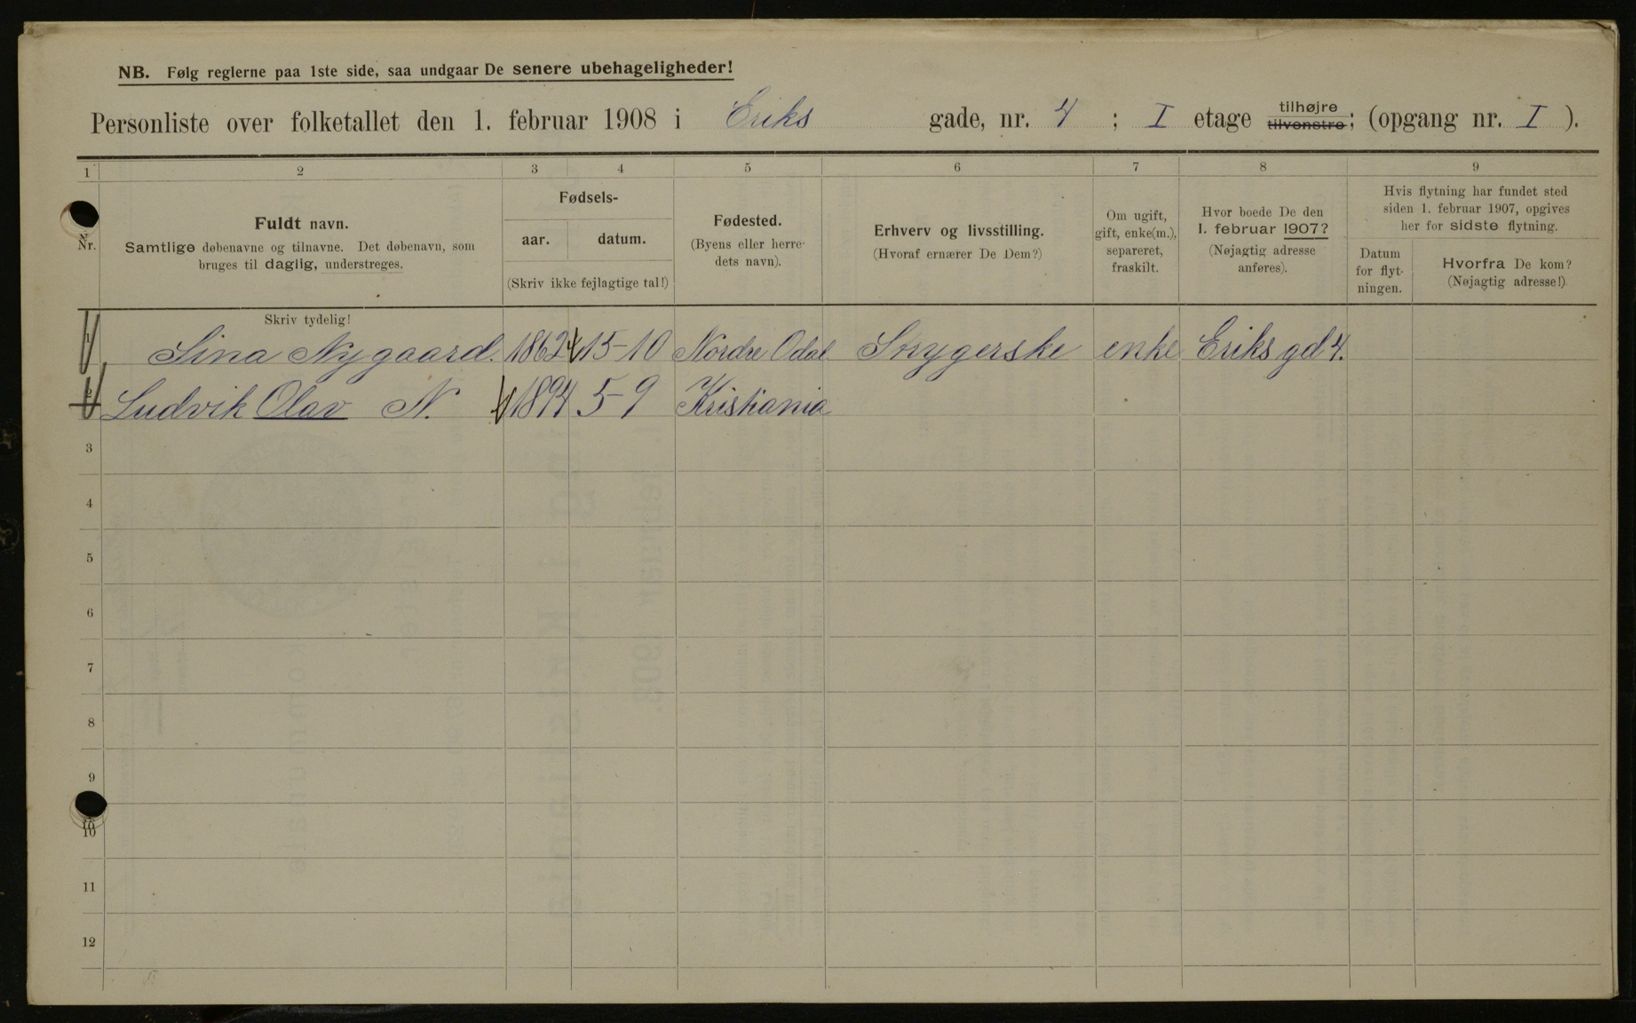 NB. Følg reglerne paa 1ste side, saa undgaar De senere ubehageligheder!
Personliste over folketallet den 1. februar 1908 i Eriks gade, nr. 4 ; I etage tilhøjre tilvenstre; (opgang nr. I ).
1 2 3 4 5 6 7 8 9
Nr.
Fuldt navn.
Samtlige døbenavne og tilnavne. Det døbenavn, som
bruges til daglig, understreges.
Fødsels-
aar. datum.
(Skriv ikke fejlagtige tal!)
Fødested.
(Byens eller herre-
dets navn).
Erhverv og livsstilling.
(Hvoraf ernærer De Dem?)
Om ugift,
gift, enke(m.),
separeret,
fraskilt.
Hvor boede De den
1. februar 1907?
(Nøjagtig adresse
anføres).
Hvis flytning har fundet sted
siden 1. februar 1907, opgives
her for sidste flytning.
Datum
for flyt-
ningen.
Hvorfra De kom?
(Nøjagtig adresse!)
Skriv tydelig!
1 Sina Nygaard. 1862 15-10 Nordre Odal Strygerske enke Eriks gd 4.
2 Ludvik Olav N. 1894 5-9 Kristiania
3
4
5
6
7
8
9
10
10
11
12